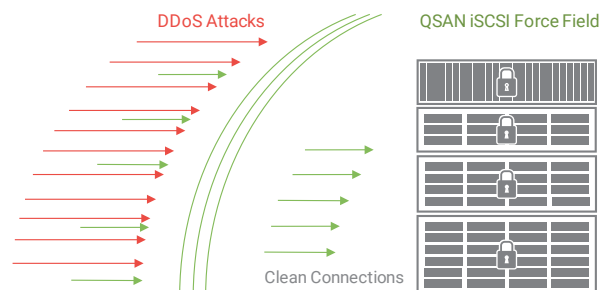 DDoS Attacks
QSAN iSCSI Force Field
Clean Connections